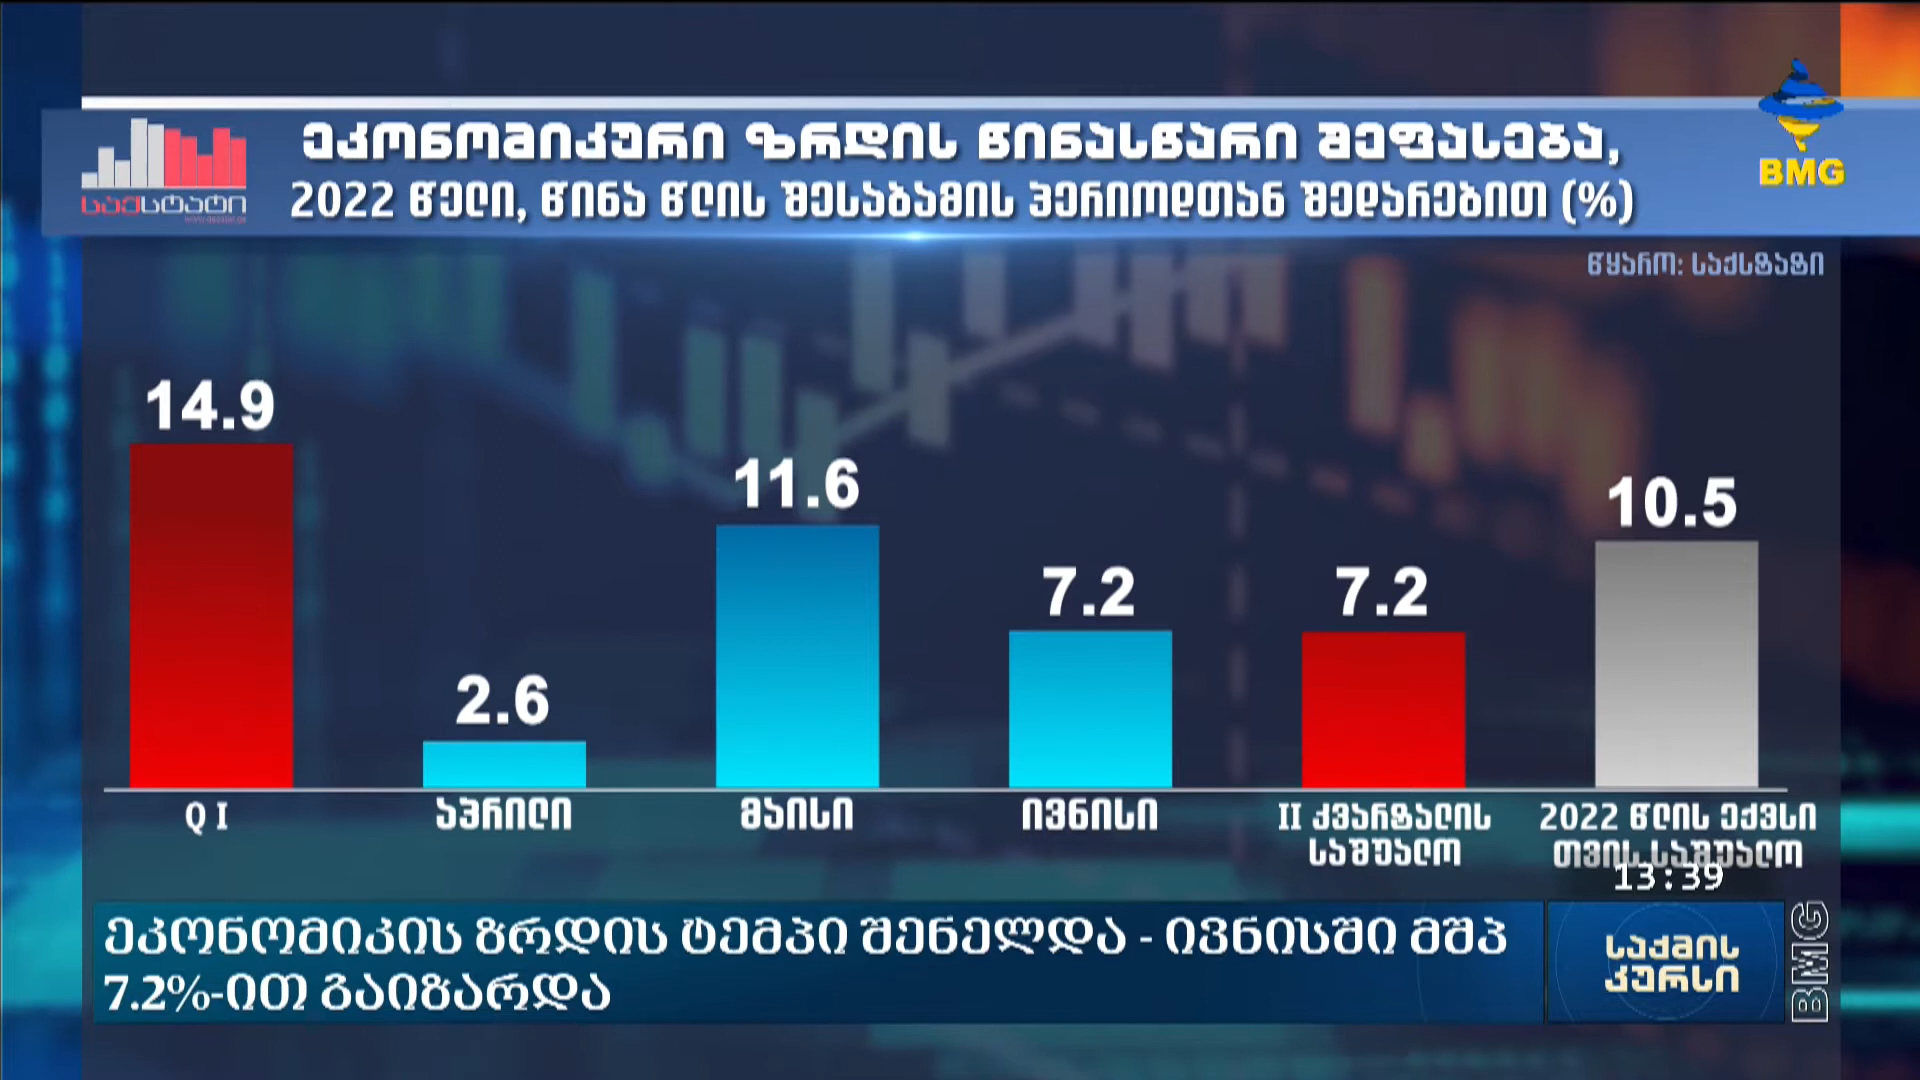 ეკონომიკური ზრდის წინასწარი შეფასება,
2022 წელი, წინა წლის შესაბამის პერიოდთან შედარებით (%)
საქსტატი
BMG
წყარო: საქსტატი
14.9
2.6
11.6
7.2
7.2
10.5
Q I
აპრილი
მაისი
ივნისი
II კვარტალის
საშუალო
2022 წლის ექვსი
თვის საშუალო
13:39
ეკონომიკის ზრდის ტემპი შენელდა - ივნისში მშპ
7.2%-ით გაიზარდა
საქმის
კურსი
BMG